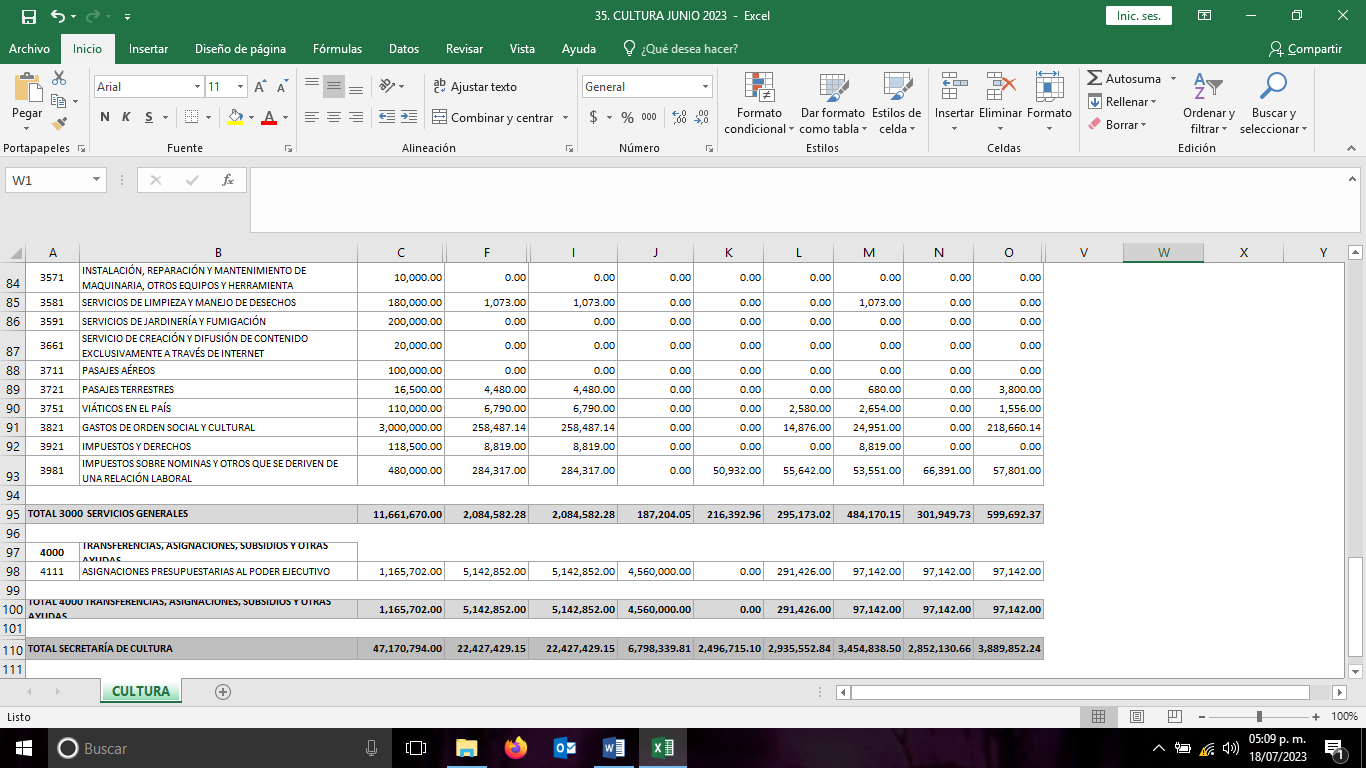 35. CULTURA JUNIO 2023 - Excel
Inic. ses.
Archivo Inicio Insertar Diseño de página Fórmulas Datos Revisar Vista Ayuda ¿Qué desea hacer? Compartir
Pegar
Arial 11
N K S
Ajustar texto
Combinar y centrar
General
$ % 000
Formato condicional
Dar formato como tabla
Estilos de celda
Insertar Eliminar Formato
Autosuma
Rellenar
Borrar
Ordenar y filtrar
Buscar y seleccionar
Portapapeles Fuente Alineación Número Estilos Celdas Edición
W1 fx
A B C F I J K L M N O V W X Y
84 3571 INSTALACIÓN, REPARACIÓN Y MANTENIMIENTO DE
MAQUINARIA, OTROS EQUIPOS Y HERRAMIENTA 10,000.00 0.00 0.00 0.00 0.00 0.00 0.00 0.00 0.00
85 3581 SERVICIOS DE LIMPIEZA Y MANEJO DE DESECHOS 180,000.00 1,073.00 1,073.00 0.00 0.00 0.00 1,073.00 0.00 0.00
86 3591 SERVICIOS DE JARDINERÍA Y FUMIGACIÓN 200,000.00 0.00 0.00 0.00 0.00 0.00 0.00 0.00 0.00
87 3661 SERVICIO DE CREACIÓN Y DIFUSIÓN DE CONTENIDO
EXCLUSIVAMENTE A TRAVÉS DE INTERNET 20,000.00 0.00 0.00 0.00 0.00 0.00 0.00 0.00 0.00
88 3711 PASAJES AÉREOS 100,000.00 0.00 0.00 0.00 0.00 0.00 0.00 0.00 0.00
89 3721 PASAJES TERRESTRES 16,500.00 4,480.00 4,480.00 0.00 0.00 0.00 680.00 0.00 3,800.00
90 3751 VIÁTICOS EN EL PAÍS 110,000.00 6,790.00 6,790.00 0.00 0.00 2,580.00 2,654.00 0.00 1,556.00
91 3821 GASTOS DE ORDEN SOCIAL Y CULTURAL 3,000,000.00 258,487.14 258,487.14 0.00 0.00 14,876.00 24,951.00 0.00 218,660.14
92 3921 IMPUESTOS Y DERECHOS 118,500.00 8,819.00 8,819.00 0.00 0.00 0.00 8,819.00 0.00 0.00
93 3981 IMPUESTOS SOBRE NOMINAS Y OTROS QUE SE DERIVEN DE
UNA RELACIÓN LABORAL 480,000.00 284,317.00 284,317.00 0.00 50,932.00 55,642.00 53,551.00 66,391.00 57,801.00
94
95 TOTAL 3000 SERVICIOS GENERALES 11,661,670.00 2,084,582.28 2,084,582.28 187,204.05 216,392.96 295,173.02 484,170.15 301,949.73 599,692.37
96
97 4000 TRANSFERENCIAS, ASIGNACIONES, SUBSIDIOS Y OTRAS
AYUDAS
98 4111 ASIGNACIONES PRESUPUESTARIAS AL PODER EJECUTIVO 1,165,702.00 5,142,852.00 5,142,852.00 4,560,000.00 0.00 291,426.00 97,142.00 97,142.00 97,142.00
99
100 TOTAL 4000 TRANSFERENCIAS, ASIGNACIONES, SUBSIDIOS Y OTRAS
AYUDAS 1,165,702.00 5,142,852.00 5,142,852.00 4,560,000.00 0.00 291,426.00 97,142.00 97,142.00 97,142.00
101
110 TOTAL SECRETARÍA DE CULTURA 47,170,794.00 22,427,429.15 22,427,429.15 6,798,339.81 2,496,715.10 2,935,552.84 3,454,838.50 2,852,130.66 3,889,852.24
111
CULTURA
Listo 100%
Buscar
05:09 p. m.
18/07/2023
1